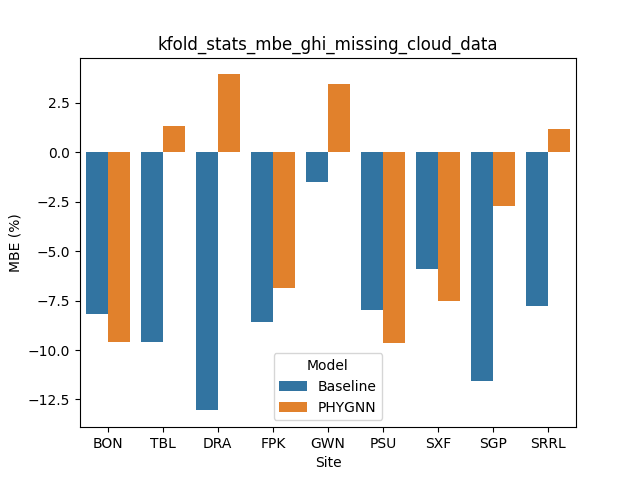 kfold_stats_mbe_ghi_missing_cloud_data
MBE (%)
2.5
0.0
−2.5
−5.0
−7.5
−10.0
−12.5
Model
Baseline
PHYGNN
BON TBL DRA FPK GWN PSU SXF SGP SRRL
Site